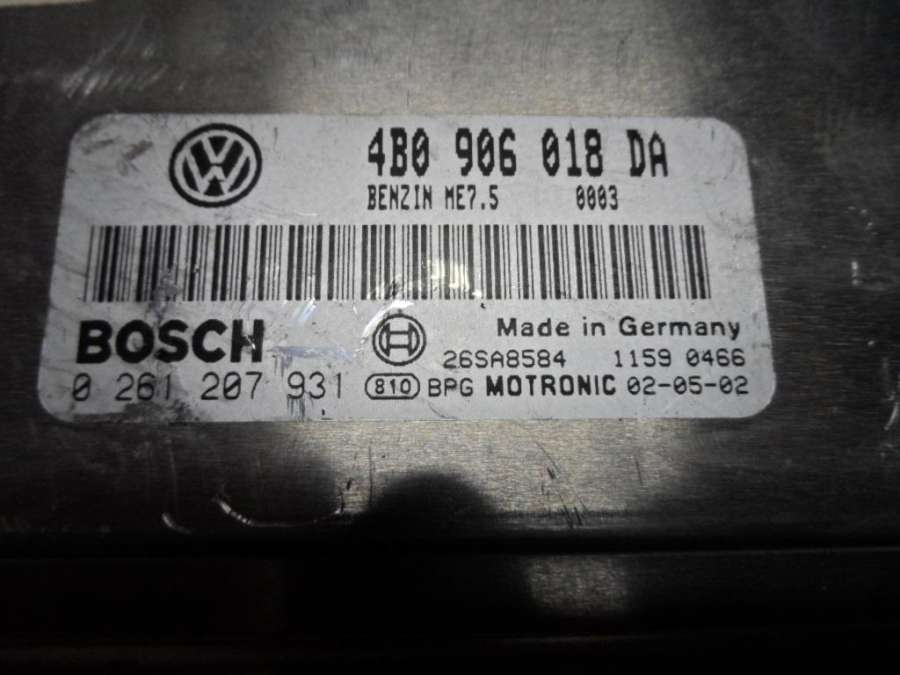 4B0 906 018 DA
BENZIN ME7.5 0003
BOSCH
Made in Germany
26SA8584 1159 0466
0 261 207 931 810 BPG MOTRONIC 02-05-02